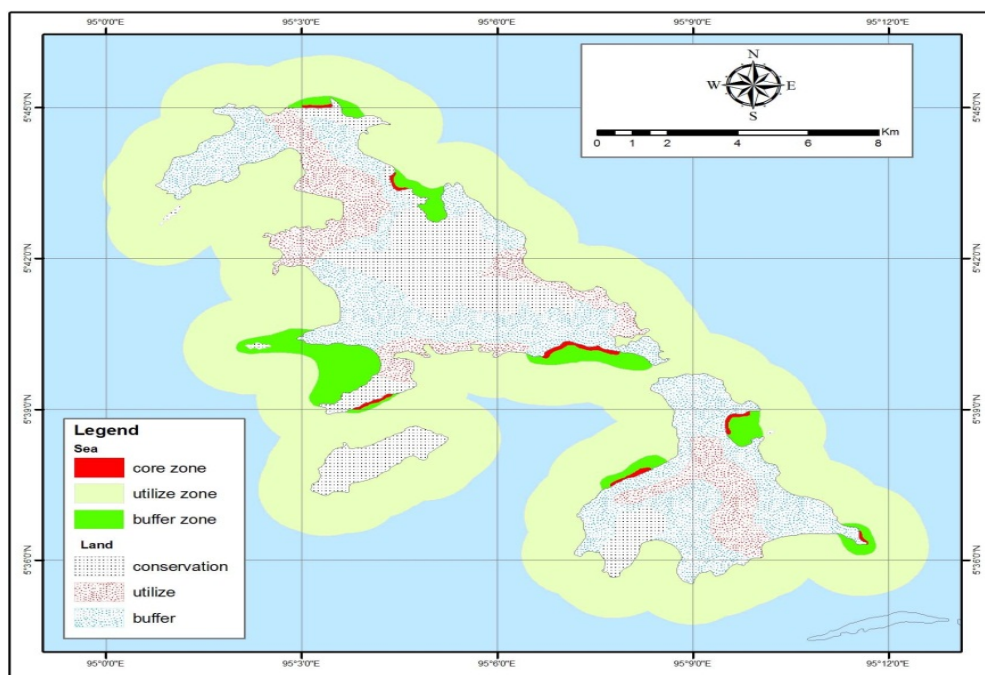 95°0'0"E 95°3'0"E 95°6'0"E 95°9'0"E 95°12'0"E
N
W E
S
Km
0 1 2 4 6 8
5°45'0"N 5°45'0"N
5°42'0"N 5°42'0"N
5°39'0"N 5°39'0"N
5°36'0"N 5°36'0"N
Legend
Sea
core zone
utilize zone
buffer zone
Land
conservation
utilize
buffer
95°0'0"E 95°3'0"E 95°6'0"E 95°9'0"E 95°12'0"E